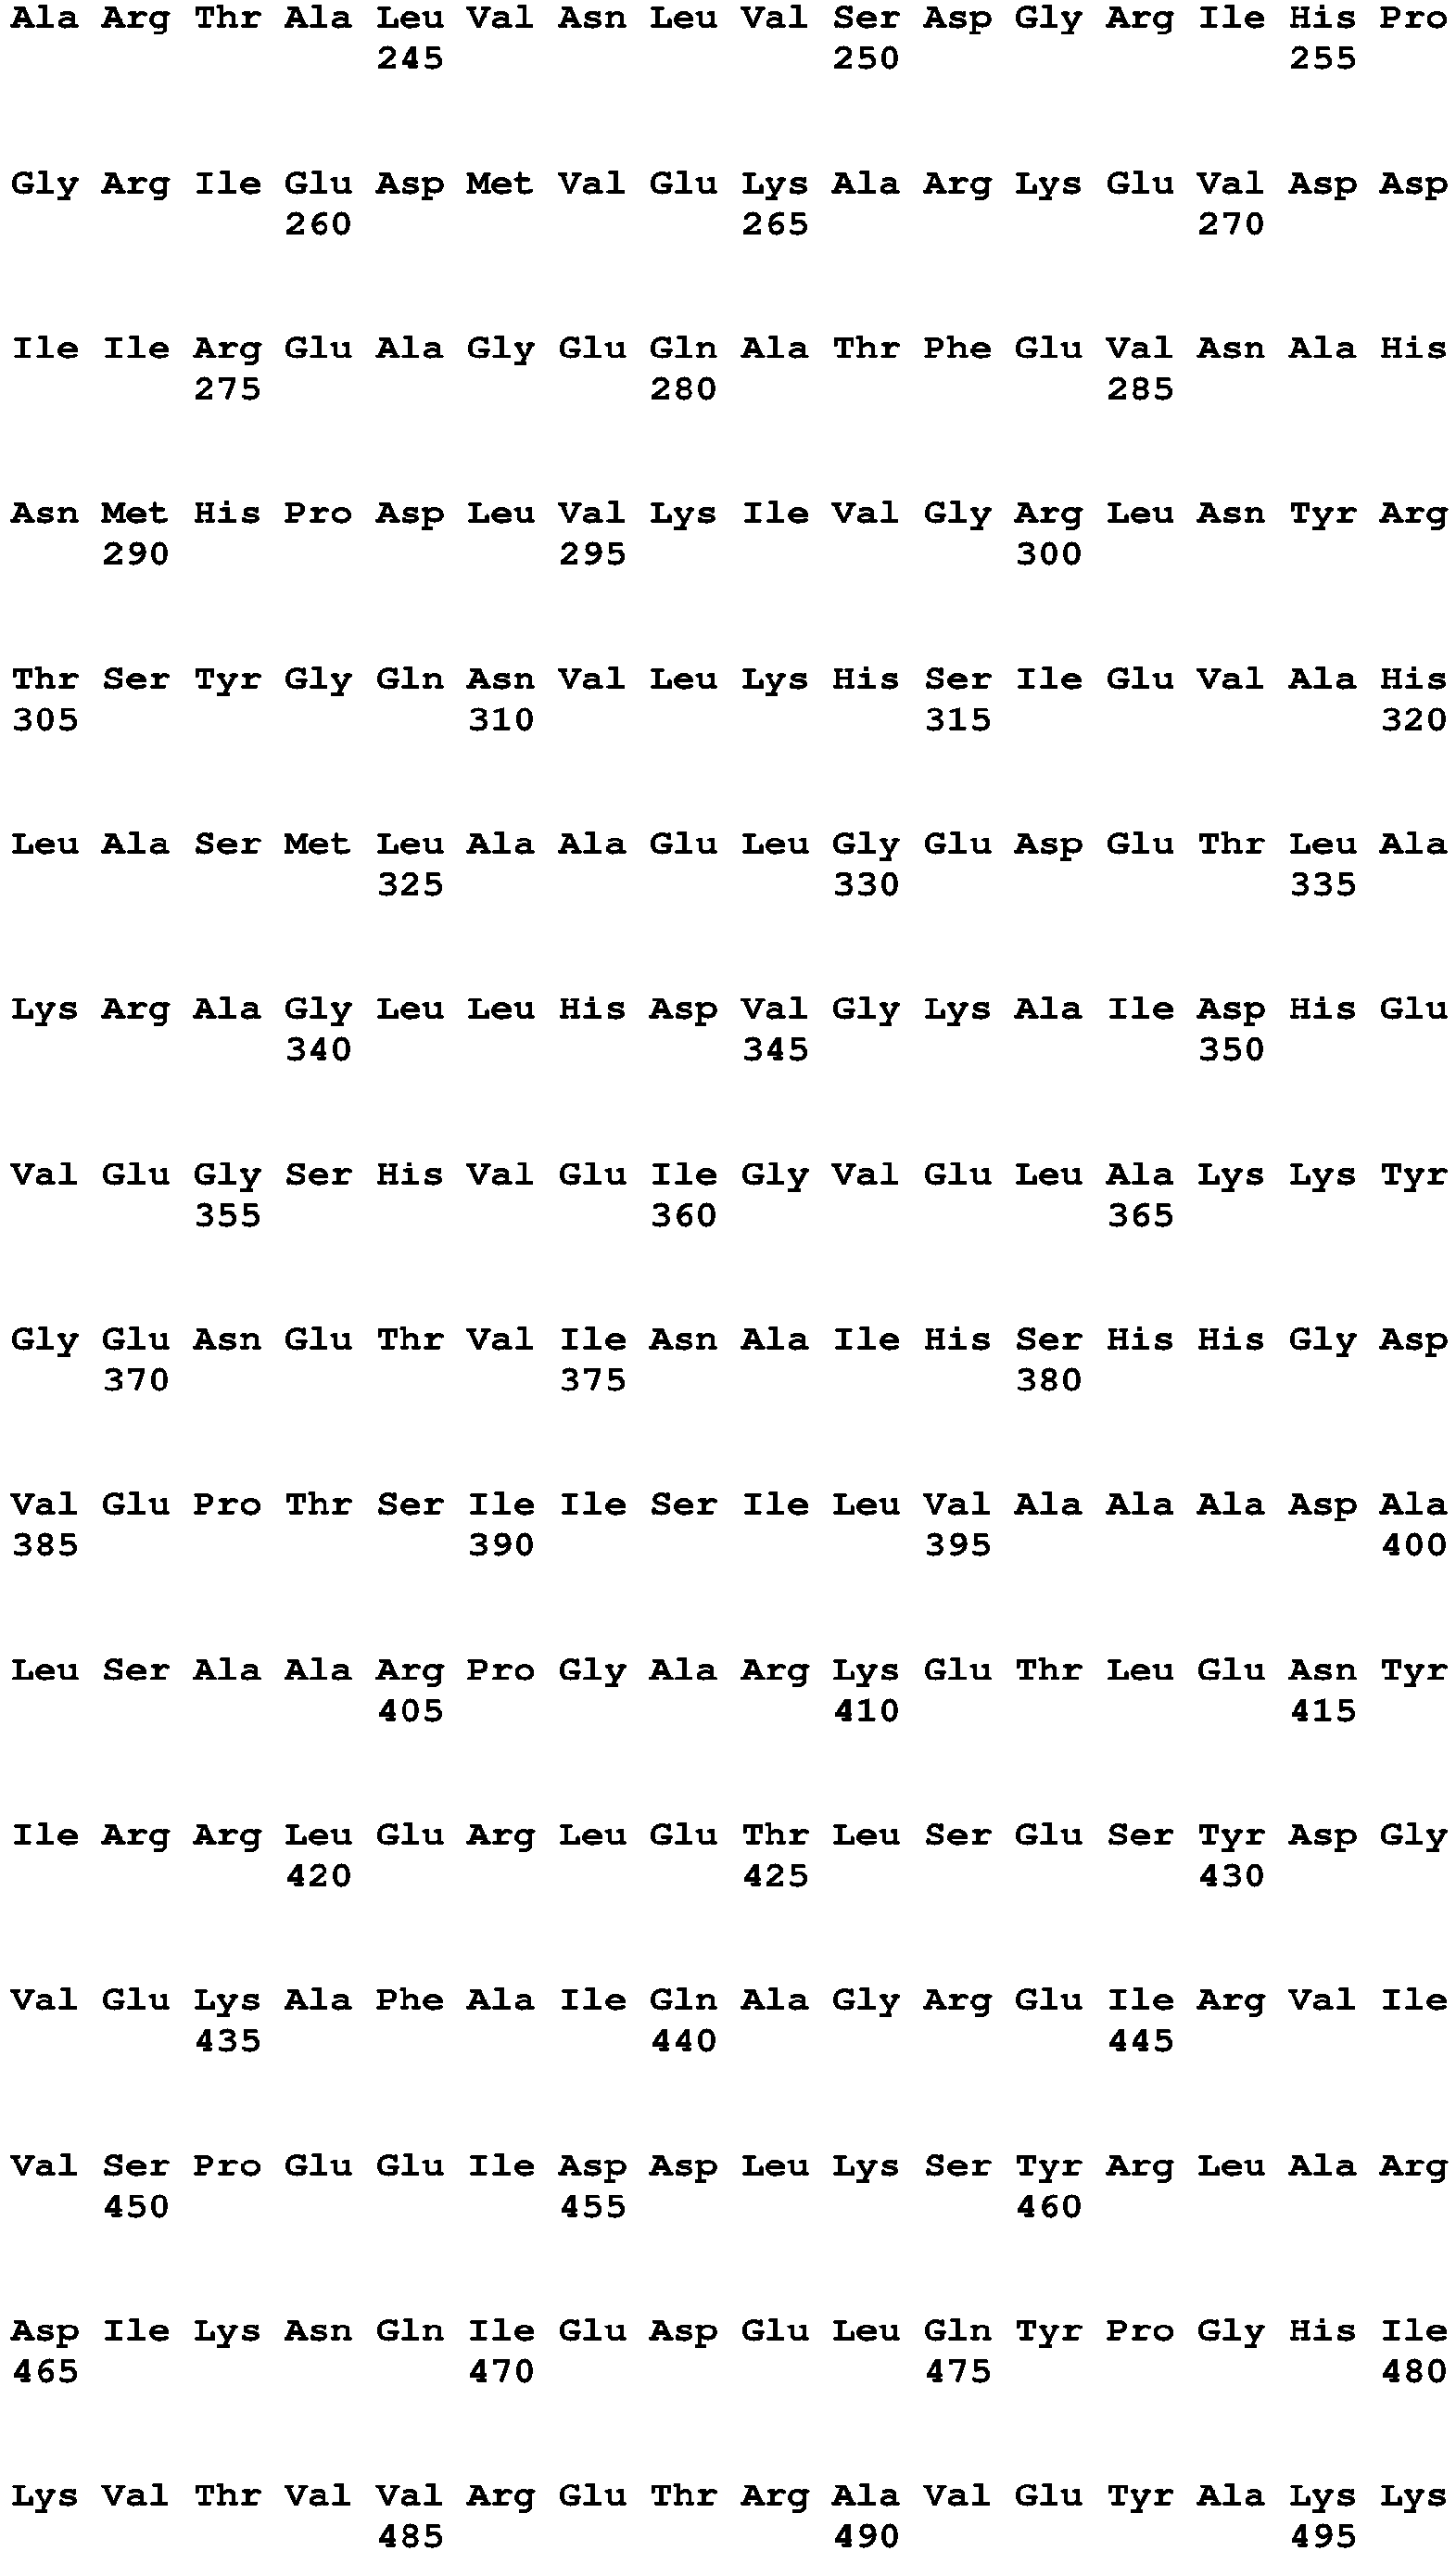 Ala Arg Thr Ala Leu Val Asn Leu Val Ser Asp Gly Arg Ile His Pro
245 250 255
Gly Arg Ile Glu Asp Met Val Glu Lys Ala Arg Lys Glu Val Asp Asp
260 265 270
Ile Ile Arg Glu Ala Gly Glu Gln Ala Thr Phe Glu Val Asn Ala His
275 280 285
Asn Met His Pro Asp Leu Val Lys Ile Val Gly Arg Leu Asn Tyr Arg
290 295 300
Thr Ser Tyr Gly Gln Asn Val Leu Lys His Ser Ile Glu Val Ala His
305 310 315 320
Leu Ala Ser Met Leu Ala Ala Glu Leu Gly Glu Asp Glu Thr Leu Ala
325 330 335
Lys Arg Ala Gly Leu Leu His Asp Val Gly Lys Ala Ile Asp His Glu
340 345 350
Val Glu Gly Ser His Val Glu Ile Gly Val Glu Leu Ala Lys Lys Tyr
355 360 365
Gly Glu Asn Glu Thr Val Ile Asn Ala Ile His Ser His His Gly Asp
370 375 380
Val Glu Pro Thr Ser Ile Ile Ser Ile Leu Val Ala Ala Ala Asp Ala
385 390 395 400
Leu Ser Ala Ala Arg Pro Gly Ala Arg Lys Glu Thr Leu Glu Asn Tyr
405 410 415
Ile Arg Arg Leu Glu Arg Leu Glu Thr Leu Ser Glu Ser Tyr Asp Gly
420 425 430
Val Glu Lys Ala Phe Ala Ile Gln Ala Gly Arg Glu Ile Arg Val Ile
435 440 445
Val Ser Pro Glu Glu Ile Asp Asp Leu Lys Ser Tyr Arg Leu Ala Arg
450 455 460
Asp Ile Lys Asn Gln Ile Glu Asp Glu Leu Gln Tyr Pro Gly His Ile
465 470 475 480
Lys Val Thr Val Val Arg Glu Thr Arg Ala Val Glu Tyr Ala Lys Lys
485 490 495